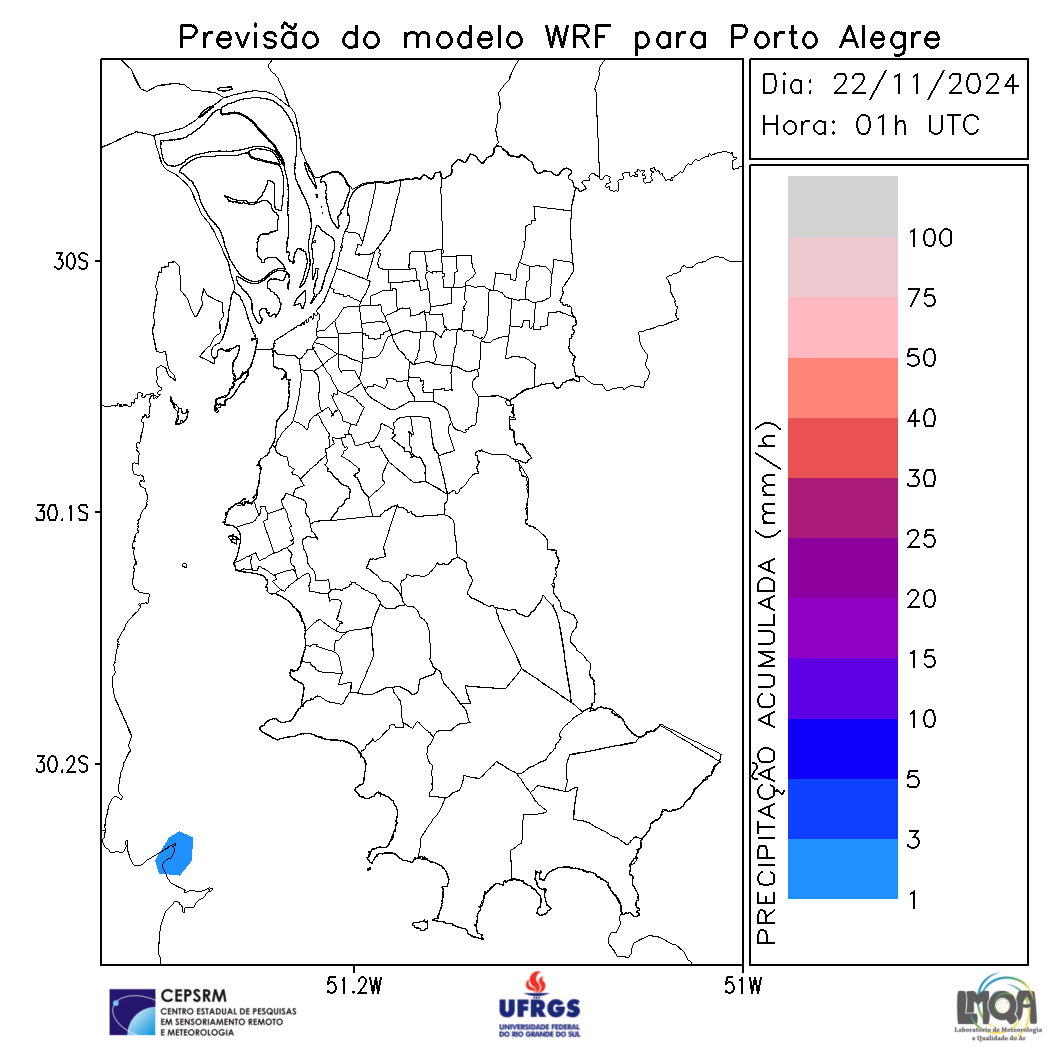 Previsão do modelo WRF para Porto Alegre
Dia: 22/11/2024
Hora: 01h UTC
30S
30.1S
30.2S
51.2W
51W
PRECIPITAÇÃO ACUMULADA (mm/h)
100
75
50
40
30
25
20
15
10
5
3
1
CEPSRM
CENTRO ESTADUAL DE PESQUISAS
EM SENSORIAMENTO REMOTO
E METEOROLOGIA
UFRGS
UNIVERSIDADE FEDERAL
DO RIO GRANDE DO SUL
LMQA
Laboratório de Meteorologia
e Qualidade do Ar